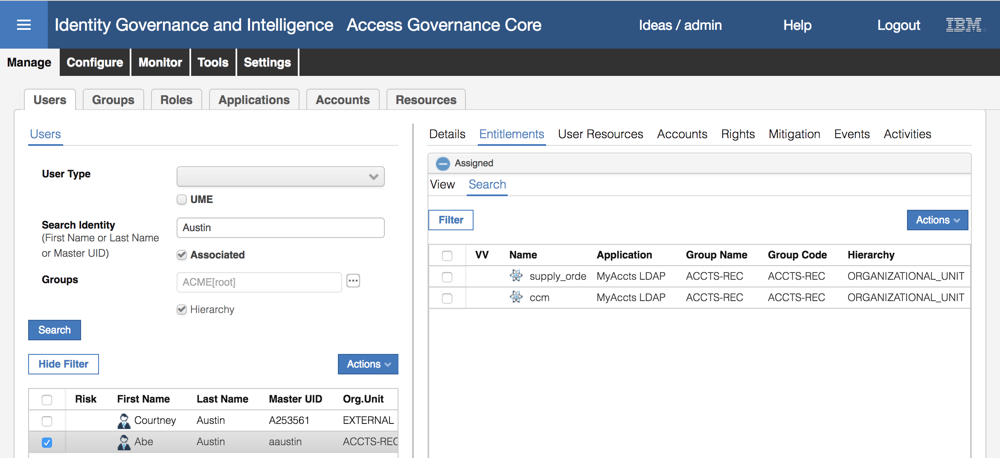 Identity Governance and Intelligence Access Governance Core Ideas / admin Help Logout IBM
Manage Configure Monitor Tools Settings
Users Groups Roles Applications Accounts Resources
Users
User Type
UME
Search Identity
(First Name or Last Name
or Master UID)
Austin
Associated
Groups
ACME[root]
Hierarchy
Search
Hide Filter Actions
Risk First Name Last Name Master UID Org.Unit
Courtney Austin A253561 EXTERNAL
Abe Austin aaustin ACCTS-REC
Details Entitlements User Resources Accounts Rights Mitigation Events Activities
Assigned
View Search
Filter Actions
VV Name Application Group Name Group Code Hierarchy
supply_orde MyAccts LDAP ACCTS-REC ACCTS-REC ORGANIZATIONAL_UNIT
ccm MyAccts LDAP ACCTS-REC ACCTS-REC ORGANIZATIONAL_UNIT